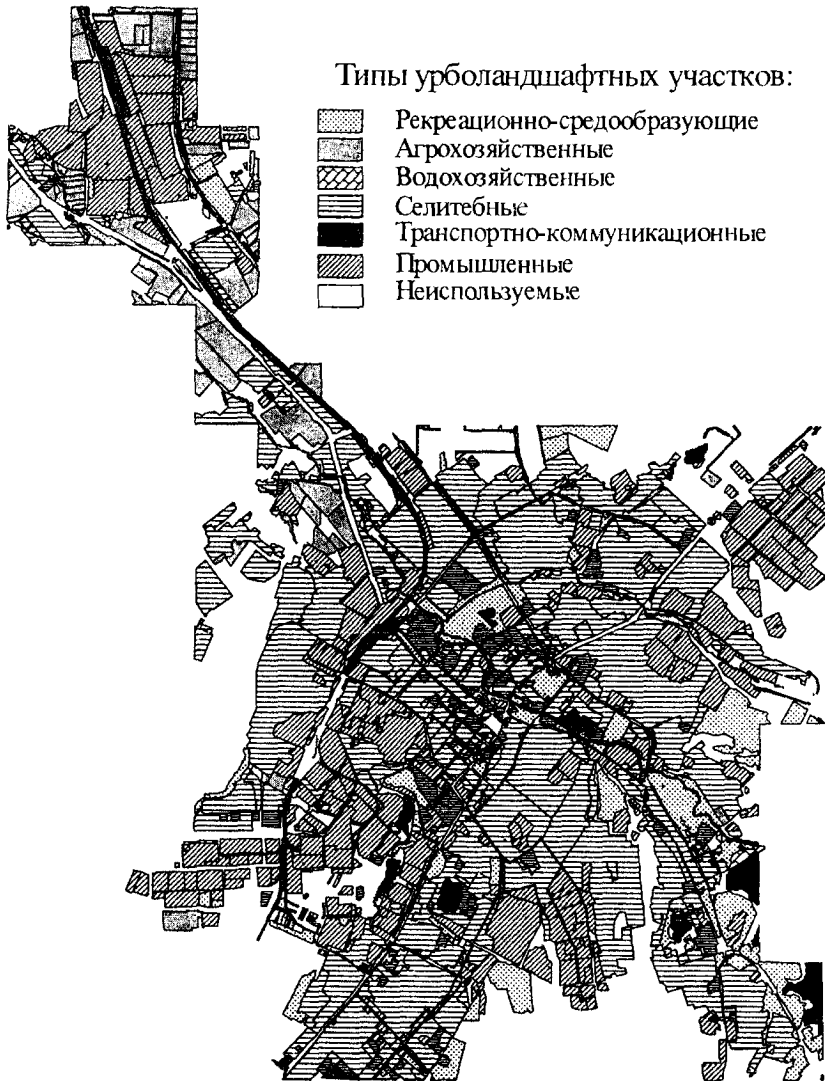 Типы урболандшафтных участков:
Рекреационно-средообразующие
Агрохозяйственные
Водохозяйственные
Селитебные
Транспортно-коммуникационные
Промышленные
Неиспользуемые